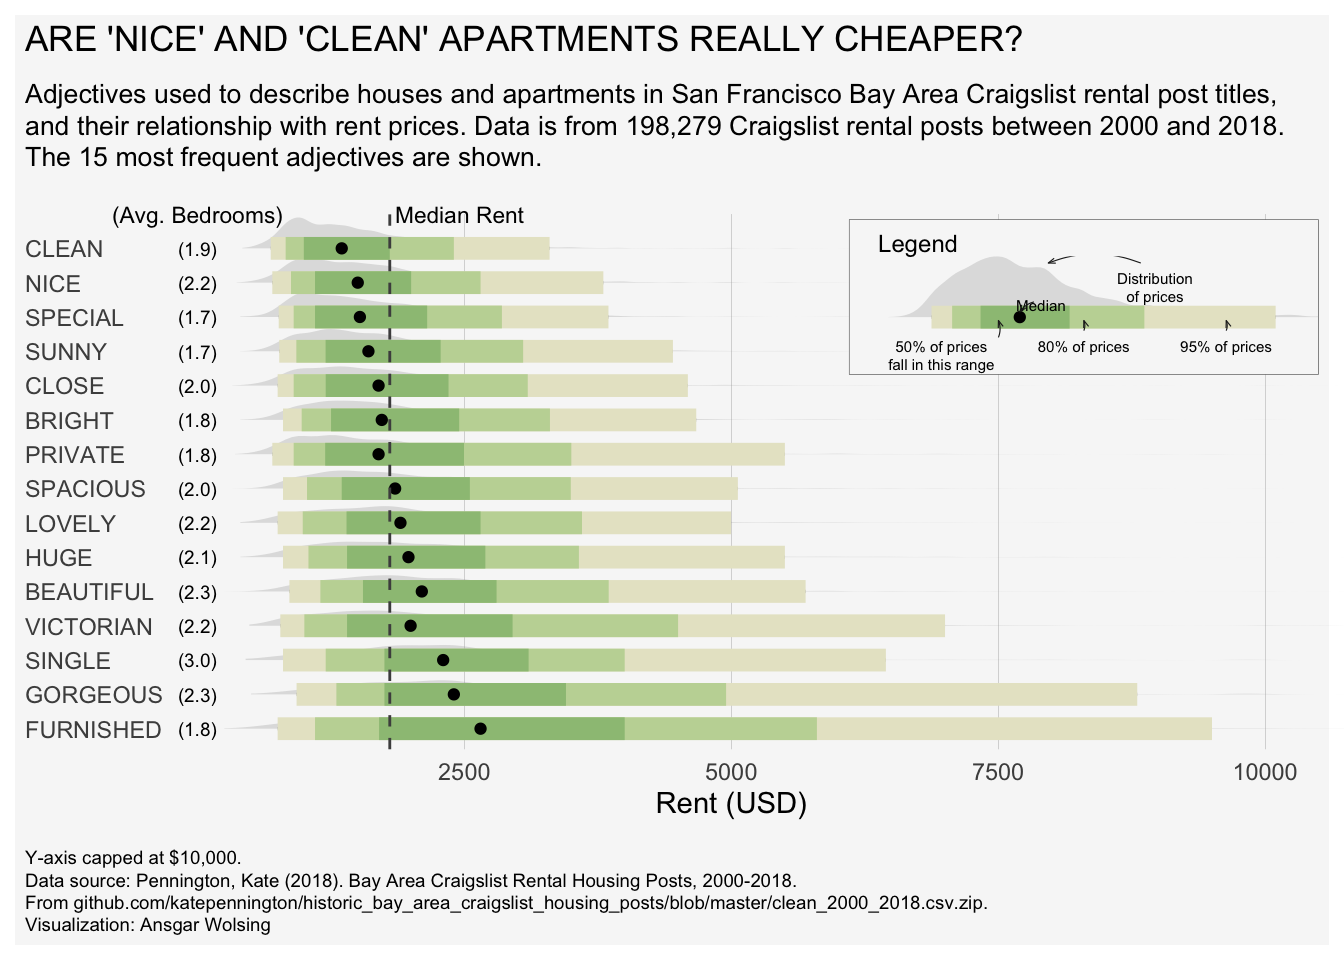 ARE 'NICE' AND 'CLEAN' APARTMENTS REALLY CHEAPER?
Adjectives used to describe houses and apartments in San Francisco Bay Area Craigslist rental post titles,
and their relationship with rent prices. Data is from 198,279 Craigslist rental posts between 2000 and 2018.
The 15 most frequent adjectives are shown.
(Avg. Bedrooms) Median Rent
CLEAN (1.9)
NICE (2.2)
SPECIAL (1.7)
SUNNY (1.7)
CLOSE (2.0)
BRIGHT (1.8)
PRIVATE (1.8)
SPACIOUS (2.0)
LOVELY (2.2)
HUGE (2.1)
BEAUTIFUL (2.3)
VICTORIAN (2.2)
SINGLE (3.0)
GORGEOUS (2.3)
FURNISHED (1.8)
Legend
Distribution
of prices
Median
50% of prices
fall in this range
80% of prices
95% of prices
2500 5000 7500 10000
Rent (USD)
Y-axis capped at $10,000.
Data source: Pennington, Kate (2018). Bay Area Craigslist Rental Housing Posts, 2000-2018.
From github.com/katepennington/historic_bay_area_craigslist_housing_posts/blob/master/clean_2000_2018.csv.zip.
Visualization: Ansgar Wolsing